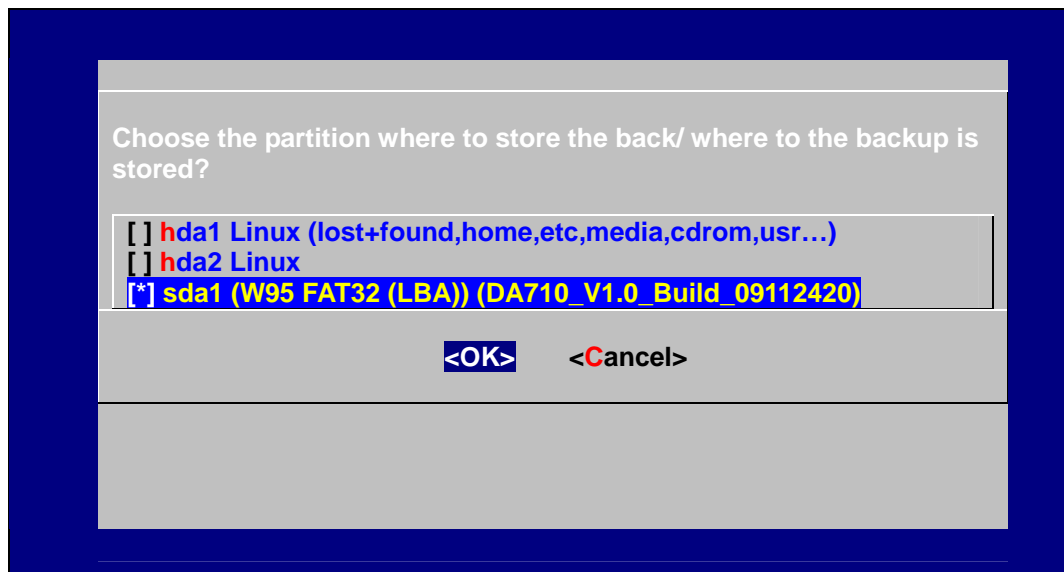 Choose the partition where to store the back/ where to the backup is
stored?
[ ] hda1 Linux (lost+found,home,etc,media,cdrom,usr…)
[ ] hda2 Linux
[*] sda1 (W95 FAT32 (LBA)) (DA710_V1.0_Build_09112420)
<OK> <Cancel>